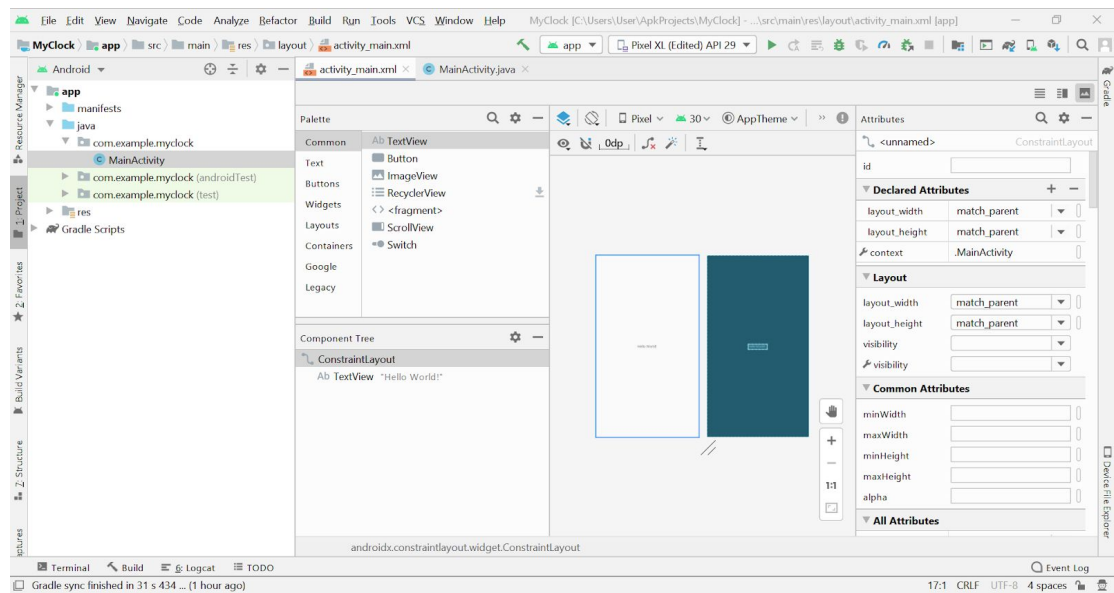 File Edit View Navigate Code Analyze Refactor Build Run Tools VCS Window Help MyClock [C:\Users\User\ApkProjects\MyClock] - ...\src\main\res\layout\activity_main.xml [app]
MyClock app src main res layout activity_main.xml app Pixel XL (Edited) API 29
Android
activity_main.xml
MainActivity.java
Resource Manager
1: Project
2: Favorites
Build Variants
7: Structure
ptures
app
manifests
java
com.example.myclock
MainActivity
com.example.myclock (androidTest)
com.example.myclock (test)
res
Gradle Scripts
Palette
Common
Text
Buttons
Widgets
Layouts
Containers
Google
Legacy
Ab TextView
Button
ImageView
RecyclerView
<> <fragment>
ScrollView
Switch
Component Tree
ConstraintLayout
Ab TextView "Hello World!"
Pixel 30 AppTheme »
0dp
1:1
androidx.constraintlayout.widget.ConstraintLayout
Attributes
<unnamed> ConstraintLayout
id
Declared Attributes
layout_width match_parent
layout_height match_parent
context .MainActivity
Layout
layout_width match_parent
layout_height match_parent
visibility
visibility
Common Attributes
minWidth
maxWidth
minHeight
maxHeight
alpha
All Attributes
Gradle
Device File Explorer
Terminal Build 6: Logcat TODO Event Log
Gradle sync finished in 31 s 434 ... (1 hour ago) 17:1 CRLF UTF-8 4 spaces